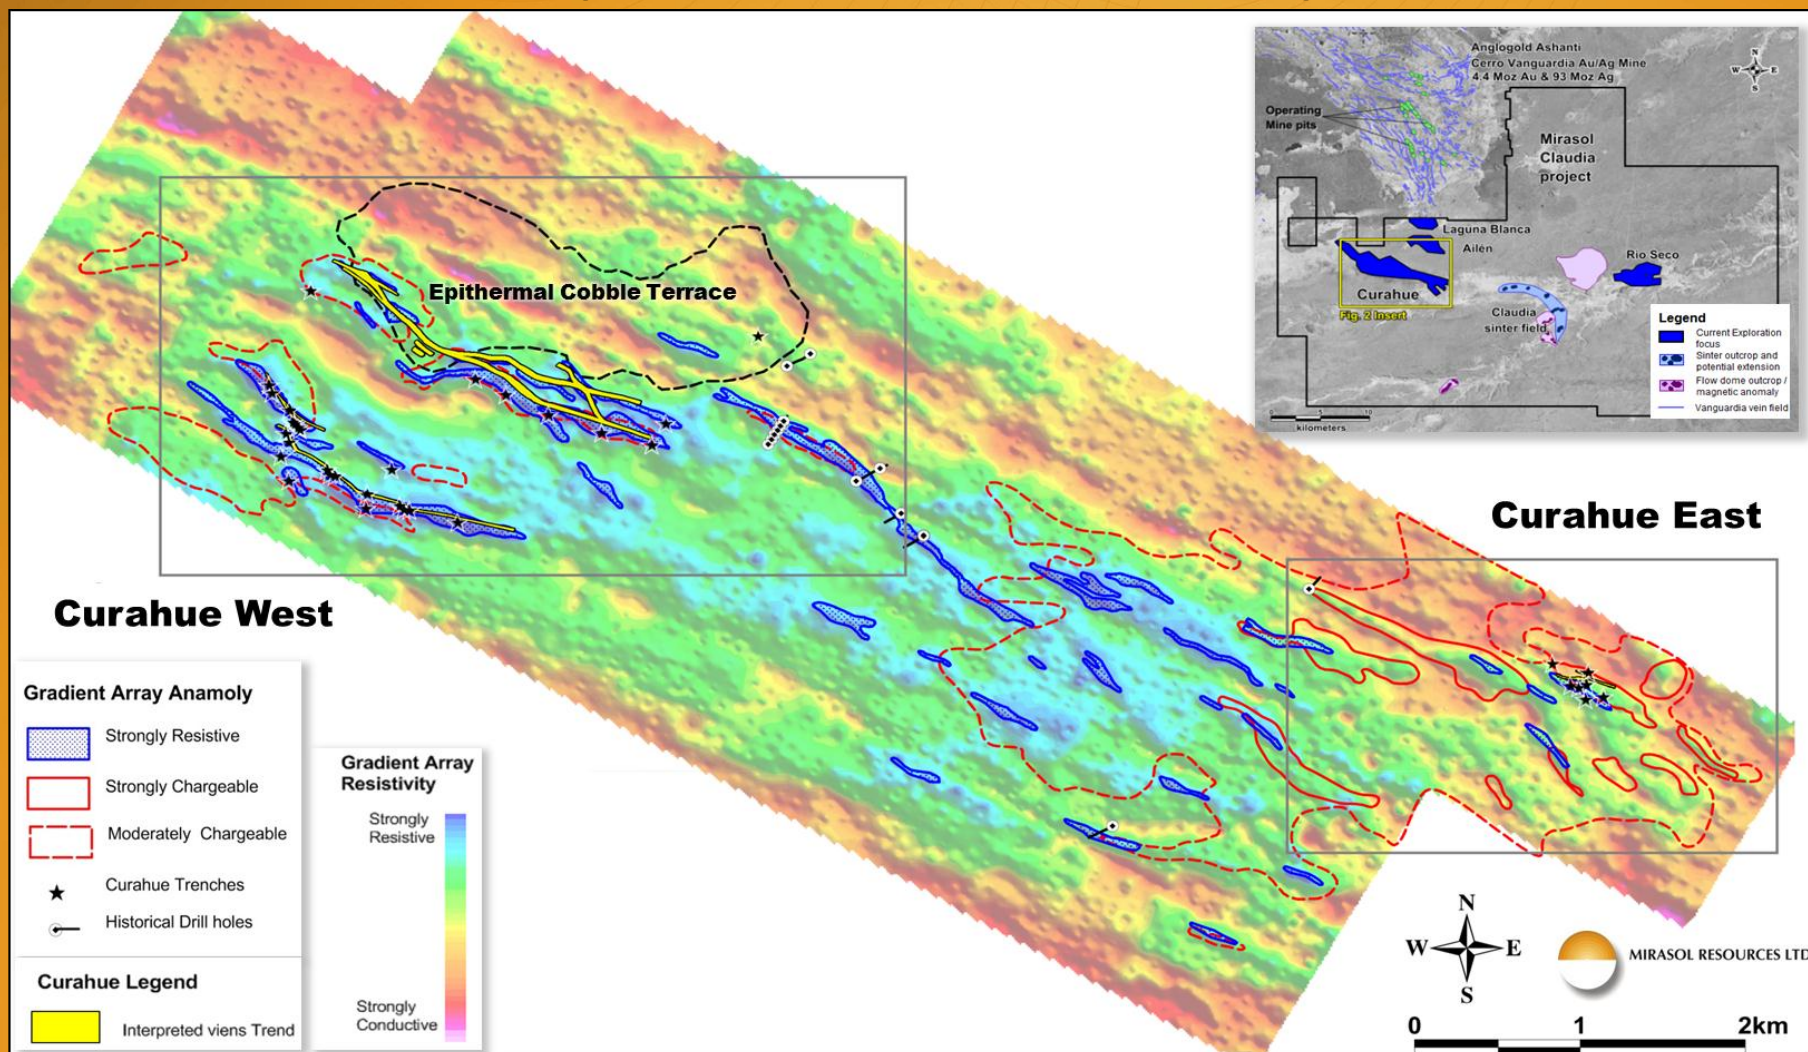 Anglogold Ashanti
Cerro Vanguardia Au/Ag Mine
4.4 Moz Au & 93 Moz Ag
N
W
E
S
Operating
Mine pits
Mirasol
Claudia
project
Laguna Blanca
Ailén
Rio Seco
Curahue
Fig. 2 Insert
Claudia
sinter field
Legend
Current Exploration
focus
Sinter outcrop and
potential extension
Flow dome outcrop /
magnetic anomaly
Vanguardia vein field
0 5 10
kilometers
Epithermal Cobble Terrace
Curahue East
Curahue West
Gradient Array Anamoly
Strongly Resistive
Strongly Chargeable
Moderately Chargeable
Curahue Trenches
Historical Drill holes
Curahue Legend
Interpreted viens Trend
Gradient Array
Resistivity
Strongly
Resistive
Strongly
Conductive
N
W
E
S
MIRASOL RESOURCES LTD
0 1 2km